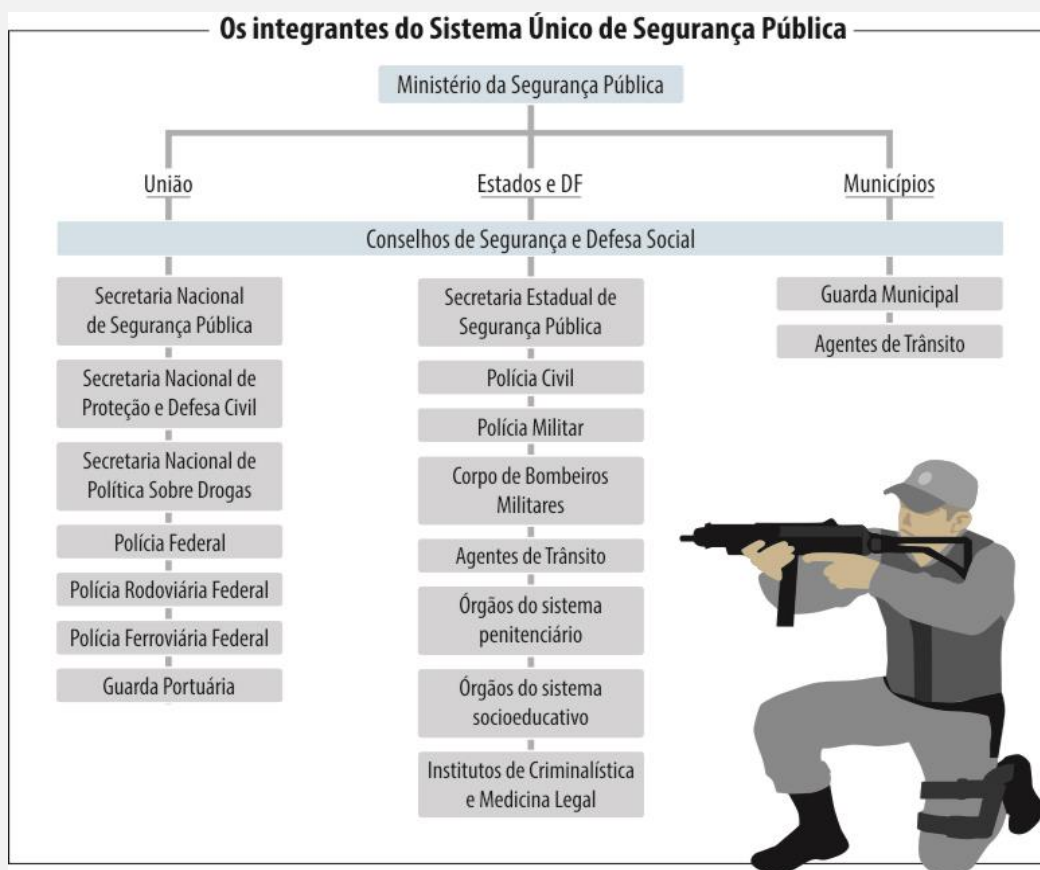 Os integrantes do Sistema Único de Segurança Pública
Ministério da Segurança Pública
União
Estados e DF
Municípios
Conselhos de Segurança e Defesa Social
Secretaria Nacional
de Segurança Pública
Secretaria Nacional de
Proteção e Defesa Civil
Secretaria Nacional de
Política Sobre Drogas
Polícia Federal
Polícia Rodoviária Federal
Polícia Ferroviária Federal
Guarda Portuária
Secretaria Estadual de
Segurança Pública
Polícia Civil
Polícia Militar
Corpo de Bombeiros
Militares
Agentes de Trânsito
Órgãos do sistema
penitenciário
Órgãos do sistema
socioeducativo
Institutos de Criminalística
e Medicina Legal
Guarda Municipal
Agentes de Trânsito